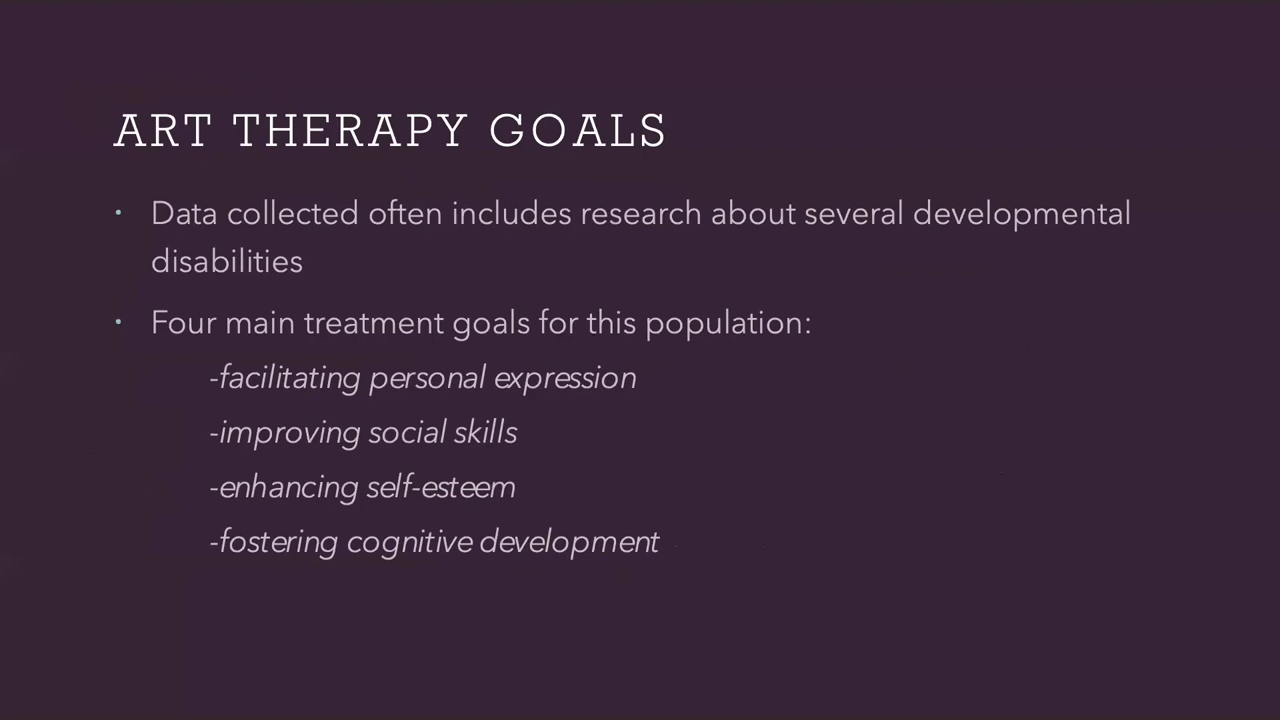 ART THERAPY GOALS
• Data collected often includes research about several developmental
disabilities
• Four main treatment goals for this population:
-facilitating personal expression
-improving social skills
-enhancing self-esteem
-fostering cognitive development